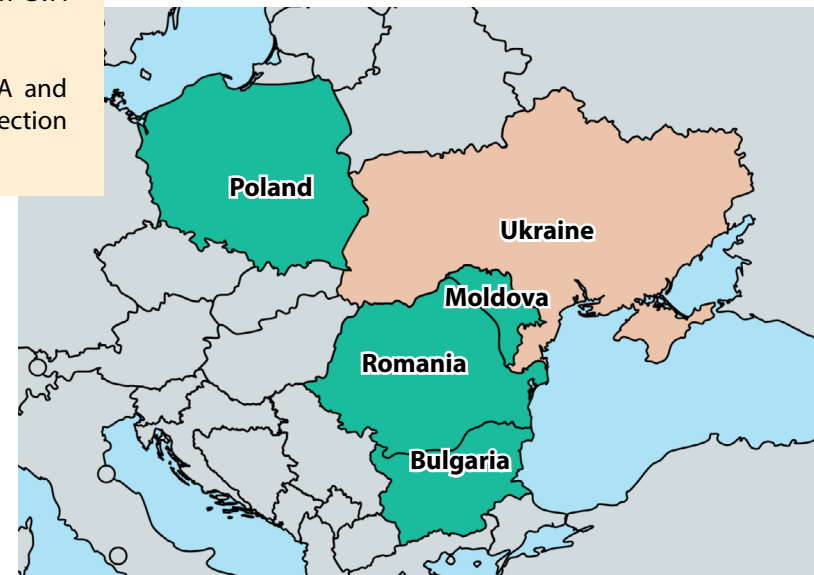 A and
ection
Poland
Ukraine
Moldova
Romania
Bulgaria